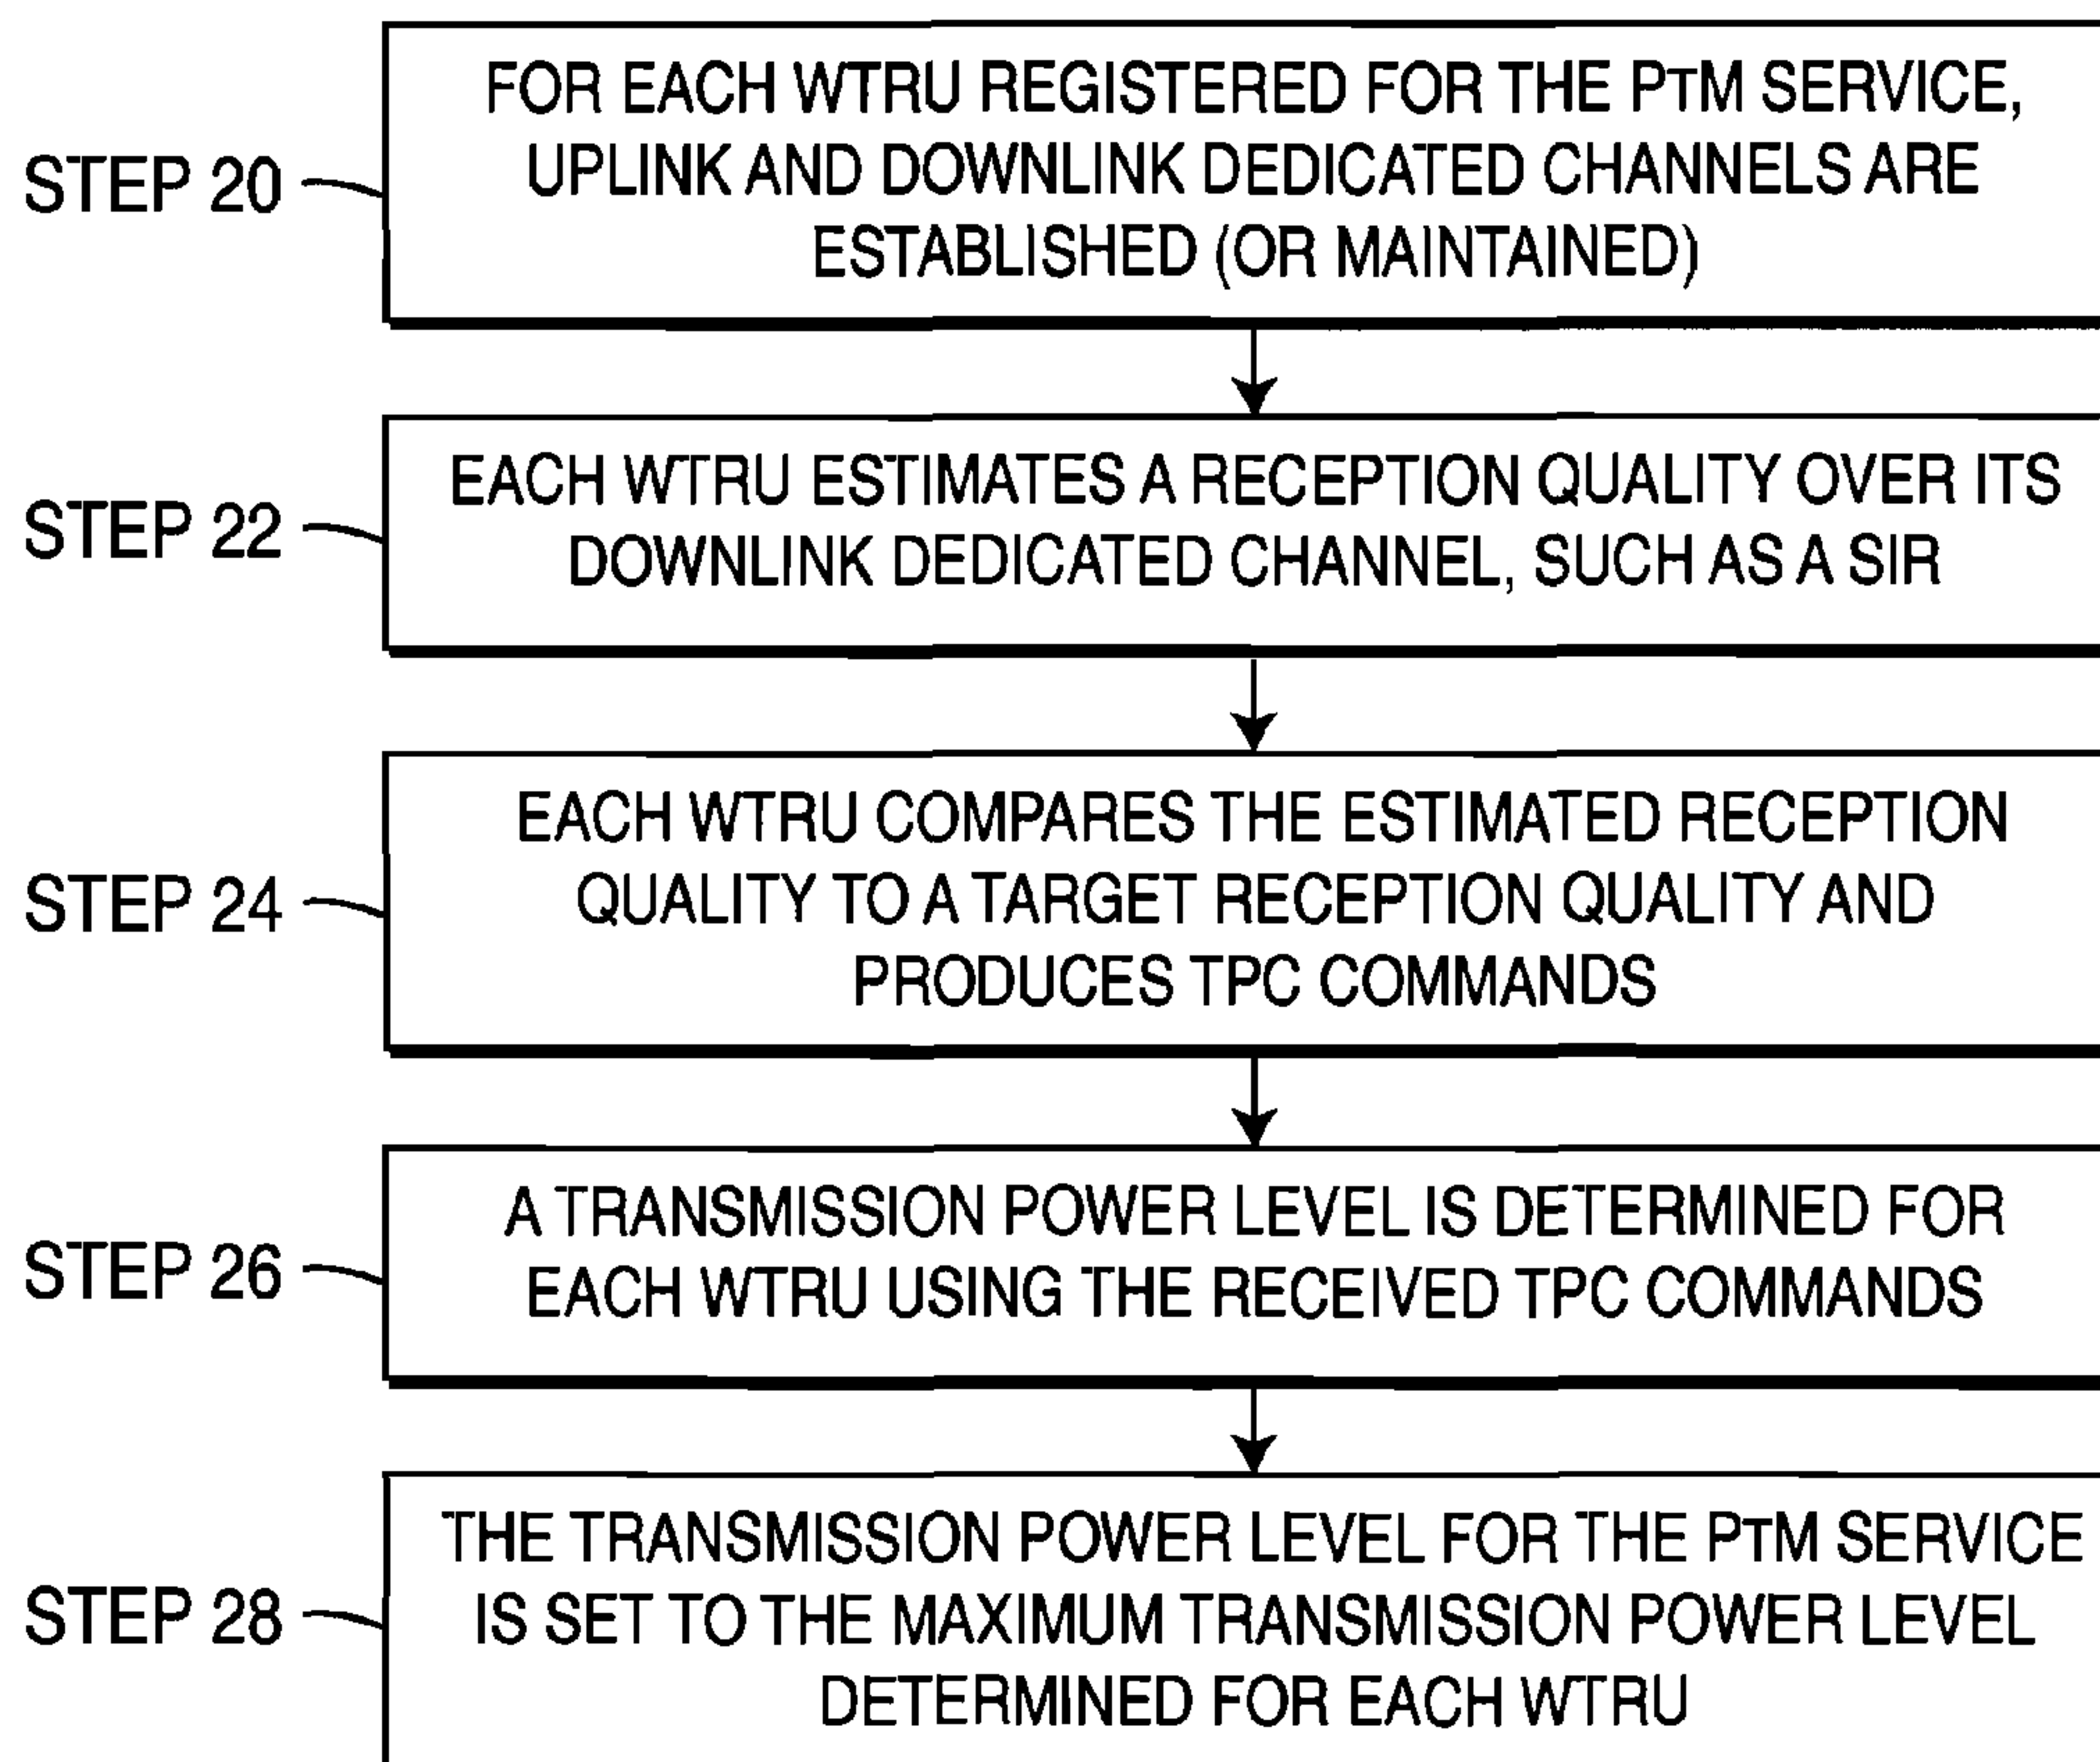 FOR EACH WTRU REGISTERED FOR THE PTM SERVICE,
UPLINK AND DOWNLINK DEDICATED CHANNELS ARE
ESTABLISHED (OR MAINTAINED)
STEP 20
EACH WTRU ESTIMATES A RECEPTION QUALITY OVER ITS
DOWNLINK DEDICATED CHANNEL, SUCH AS A SIR
STEP 22
EACH WTRU COMPARES THE ESTIMATED RECEPTION
QUALITY TO A TARGET RECEPTION QUALITY AND
PRODUCES TPC COMMANDS
STEP 24
A TRANSMISSION POWER LEVEL IS DETERMINED FOR
EACH WTRU USING THE RECEIVED TPC COMMANDS
STEP 26
THE TRANSMISSION POWER LEVEL FOR THE PTM SERVICE
IS SET TO THE MAXIMUM TRANSMISSION POWER LEVEL
DETERMINED FOR EACH WTRU
STEP 28